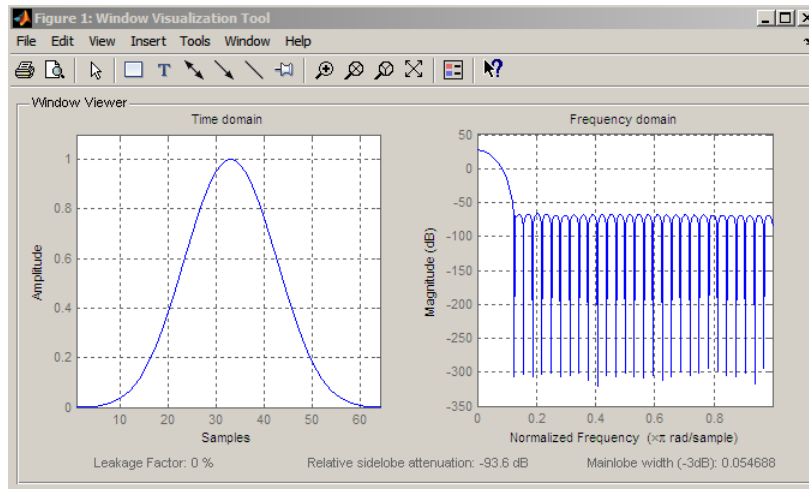 Figure 1: Window Visualization Tool
File Edit View Insert Tools Window Help
Window Viewer
Time domain
Amplitude
1
0.8
0.6
0.4
0.2
0
10 20 30 40 50 60
Samples
Frequency domain
Magnitude (dB)
50
0
-50
-100
-150
-200
-250
-300
-350
0 0.2 0.4 0.6 0.8
Normalized Frequency (×π rad/sample)
Leakage Factor: 0 % Relative sidelobe attenuation: -93.6 dB Mainlobe width (-3dB): 0.054688